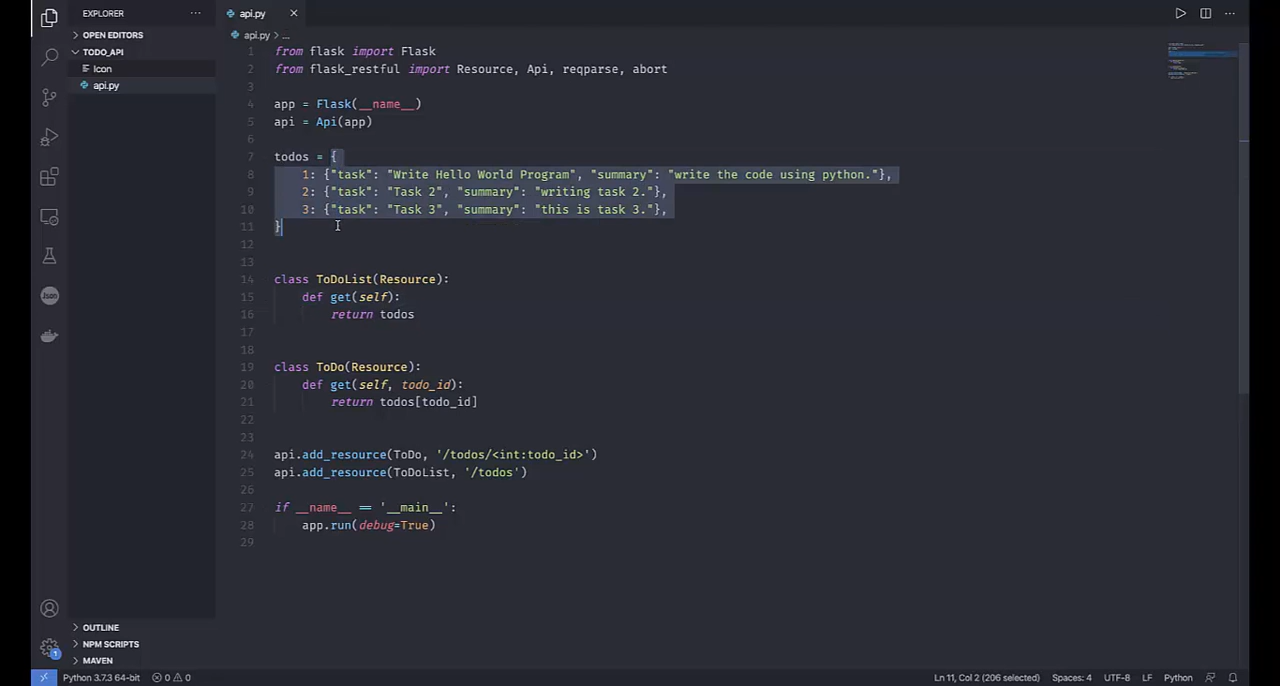 EXPLORER
···
api.py
×
···
OPEN EDITORS
TODO_API
Icon
api.py
api.py > ...
1 from flask import Flask
2 from flask_restful import Resource, Api, reqparse, abort
3
4 app = Flask(__name__)
5 api = Api(app)
6
7 todos = {
8 1: {"task": "Write Hello World Program", "summary": "write the code using python."},
9 2: {"task": "Task 2", "summary": "writing task 2."},
10 3: {"task": "Task 3", "summary": "this is task 3."},
11 }
12
13
14 class ToDoList(Resource):
15 def get(self):
16 return todos
17
18
19 class ToDo(Resource):
20 def get(self, todo_id):
21 return todos[todo_id]
22
23
24 api.add_resource(ToDo, '/todos/<int:todo_id>')
25 api.add_resource(ToDoList, '/todos')
26
27 if __name__ == '__main__':
28 app.run(debug=True)
29
Json
OUTLINE
NPM SCRIPTS
MAVEN
1
Python 3.7.3 64-bit 0 0 Ln 11, Col 2 (206 selected) Spaces: 4 UTF-8 LF Python